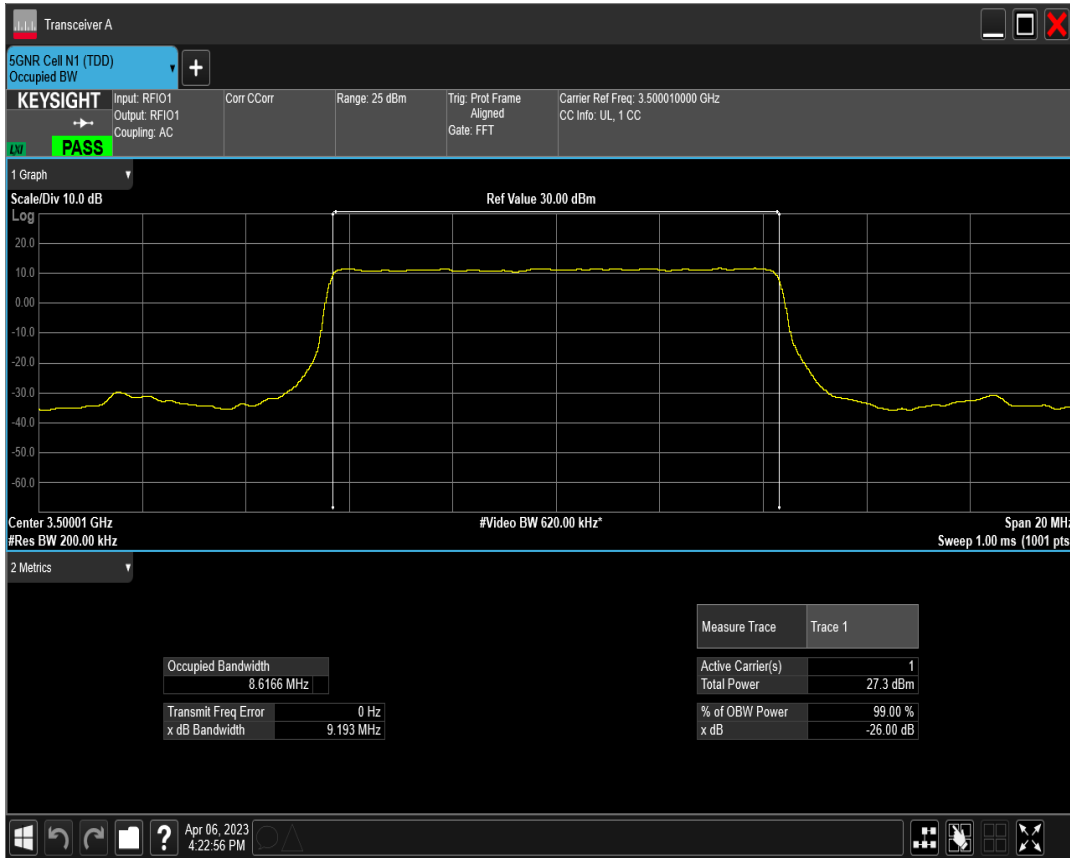 Transceiver A
5GNR Cell N1 (TDD)
Occupied BW
+
KEYSIGHT
Input: RFIO1
Output: RFIO1
Coupling: AC
Corr CCorr
Range: 25 dBm
Trig: Prot Frame
Aligned
Gate: FFT
Carrier Ref Freq: 3.500010000 GHz
CC Info: UL, 1 CC
LXI
PASS
1 Graph
Scale/Div 10.0 dB
Ref Value 30.00 dBm
Log
20.0
10.0
0.00
-10.0
-20.0
-30.0
-40.0
-50.0
-60.0
Center 3.50001 GHz
#Video BW 620.00 kHz*
Span 20 MHz
#Res BW 200.00 kHz
Sweep 1.00 ms (1001 pts
2 Metrics
Measure Trace Trace 1
Occupied Bandwidth
8.6166 MHz
Active Carrier(s) 1
Total Power 27.3 dBm
Transmit Freq Error 0 Hz
x dB Bandwidth 9.193 MHz
% of OBW Power 99.00 %
x dB -26.00 dB
?
Apr 06, 2023
4:22:56 PM